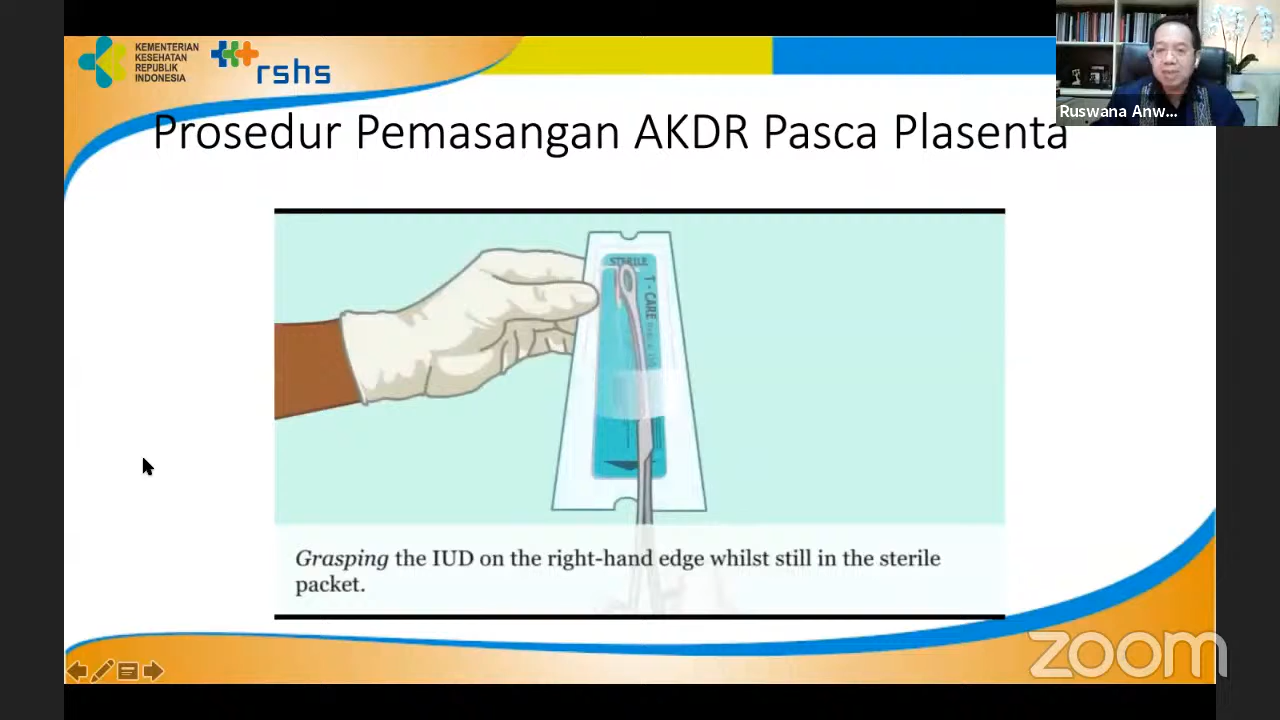 KEMENTERIAN
KESEHATAN
REPUBLIK
INDONESIA
rshs
Ruswana Anw...
Prosedur Pemasangan AKDR Pasca Plasenta
STERILE
T - CARE
Grasping the IUD on the right-hand edge whilst still in the sterile
packet.
zoom